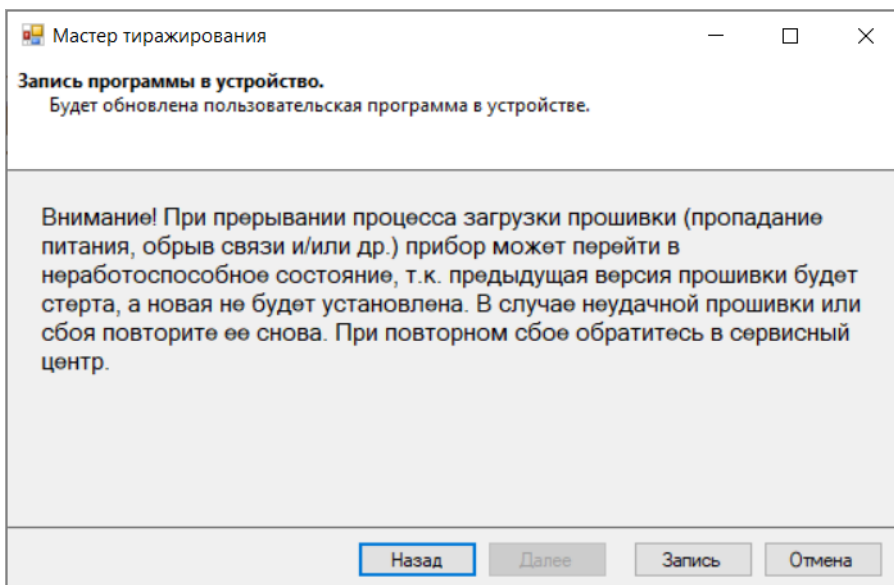 Мастер тиражирования
Запись программы в устройство.
Будет обновлена пользовательская программа в устройстве.
Внимание! При прерывании процесса загрузки прошивки (пропадание
питания, обрыв связи и/или др.) прибор может перейти в
неработоспособное состояние, т.к. предыдущая версия прошивки будет
стерта, а новая не будет установлена. В случае неудачной прошивки или
сбоя повторите ее снова. При повторном сбое обратитесь в сервисный
центр.
Назад Далее Запись Отмена